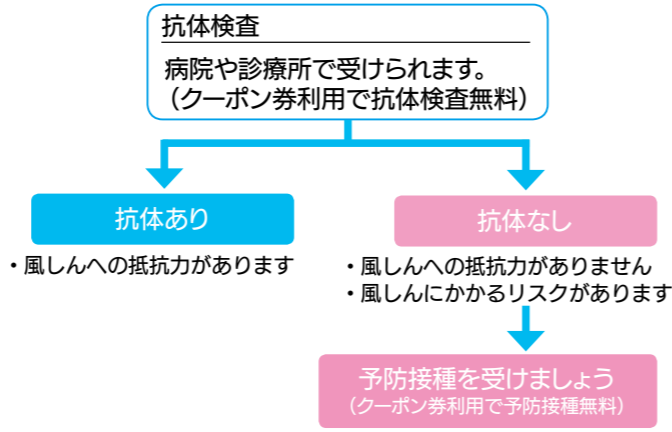 抗体検査
病院や診療所で受けられます。
（クーポン券利用で抗体検査無料）
抗体あり
・風しんへの抵抗力があります
抗体なし
・風しんへの抵抗力がありません
・風しんにかかるリスクがあります
予防接種を受けましょう
（クーポン券利用で予防接種無料）